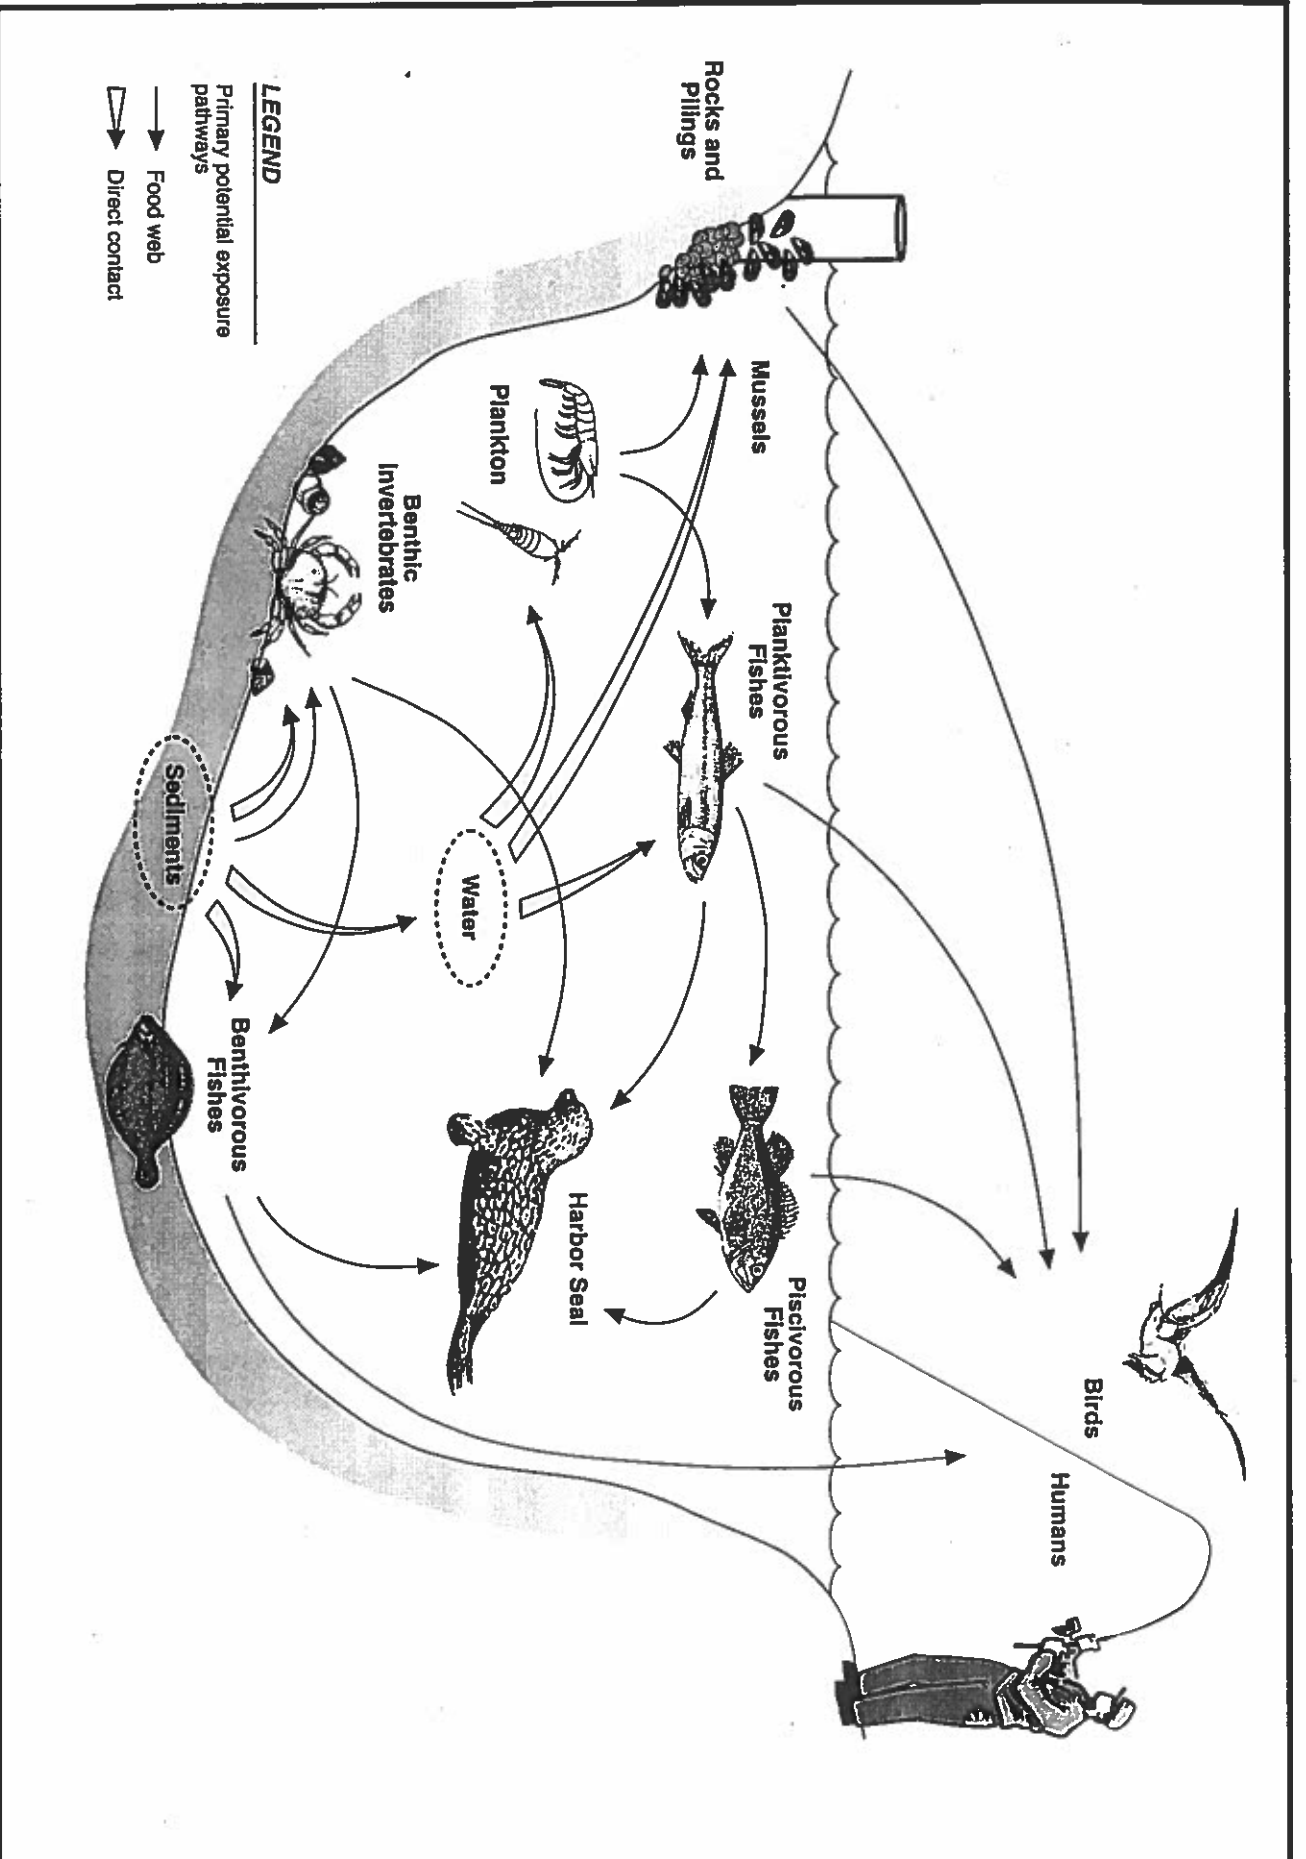 Birds
Humans
Rocks and
Pilings
Mussels
Planktivorous
Fishes
Piscivorous
Fishes
Plankton
Harbor Seal
Water
Benthic
Invertebrates
Sediments
Benthivorous
Fishes
LEGEND
Primary potential exposure
pathways
Food web
Direct contact